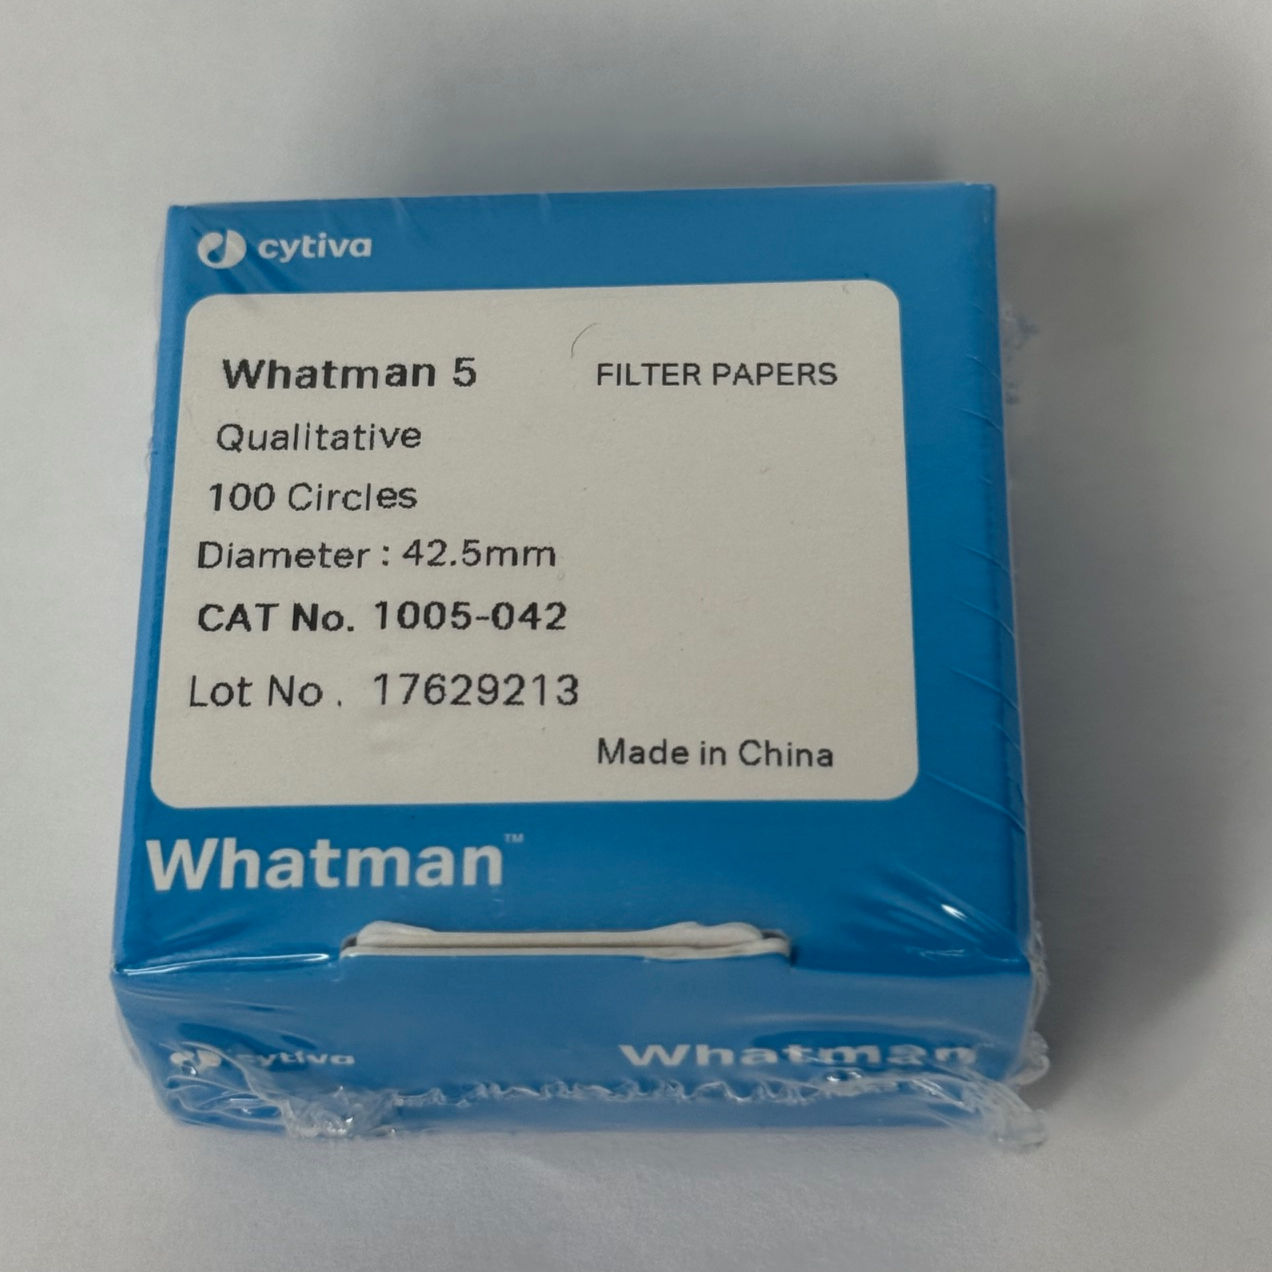 cytiva
Whatman 5 FILTER PAPERS
Qualitative
100 Circles
Diameter : 42.5mm
CAT No. 1005-042
Lot No . 17629213
Made in China
Whatman™
cytiva Whatman